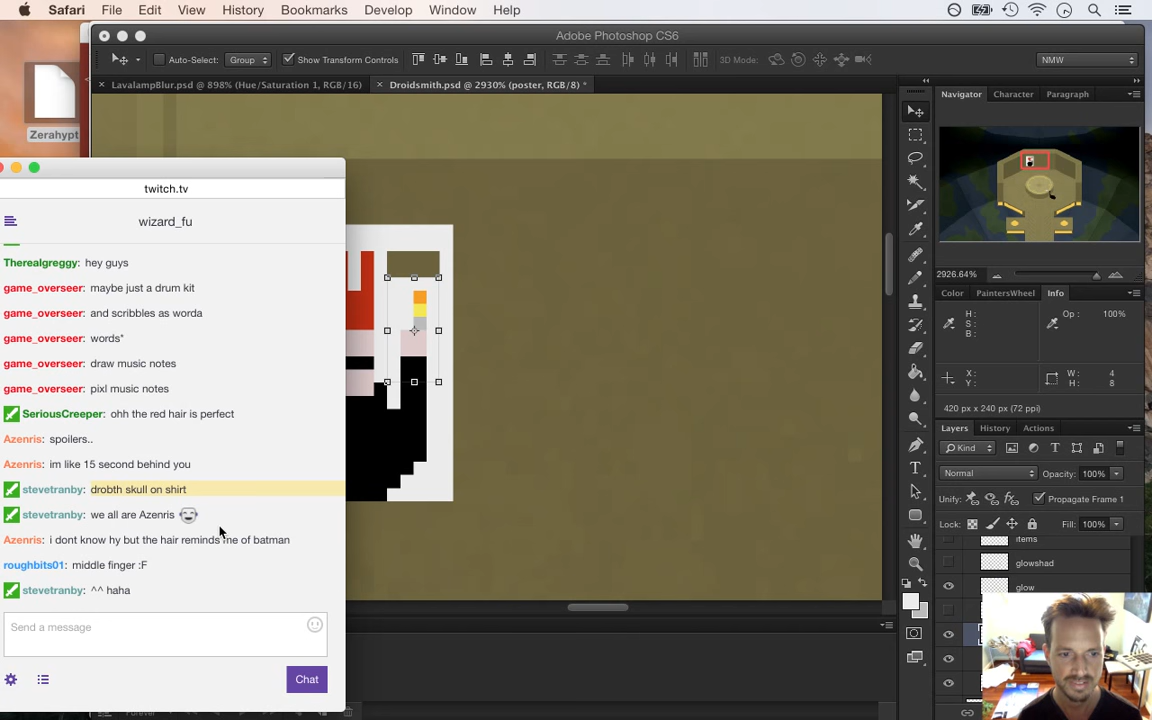 Safari File Edit View History Bookmarks Develop Window Help
Adobe Photoshop CS6
Auto-Select: Group Show Transform Controls 3D Mode: NMW
LavalampBlur.psd @ 898% (Hue/Saturation 1, RGB/16) Droidsmith.psd @ 2930% (poster, RGB/8) *
Navigator Character Paragraph
Zerahypt
twitch.tv
wizard_fu
Therealgreggy: hey guys
game_overseer: maybe just a drum kit
game_overseer: and scribbles as worda
game_overseer: words*
game_overseer: draw music notes
game_overseer: pixl music notes
SeriousCreeper: ohh the red hair is perfect
Azenris: spoilers..
Azenris: im like 15 second behind you
stevetranby: drobth skull on shirt
stevetranby: we all are Azenris
Azenris: i dont know hy but the hair reminds me of batman
roughbits01: middle finger :F
stevetranby: ^^ haha
Send a message
Chat
2926.64%
Color PaintersWheel Info
H: Op: 100%
S:
B:
X: W: 4
Y: H: 8
420 px x 240 px (72 ppi)
Layers History Actions
Kind
Normal Opacity: 100%
Unify: Propagate Frame 1
Lock: Fill: 100%
items
glowshad
glow
Forever